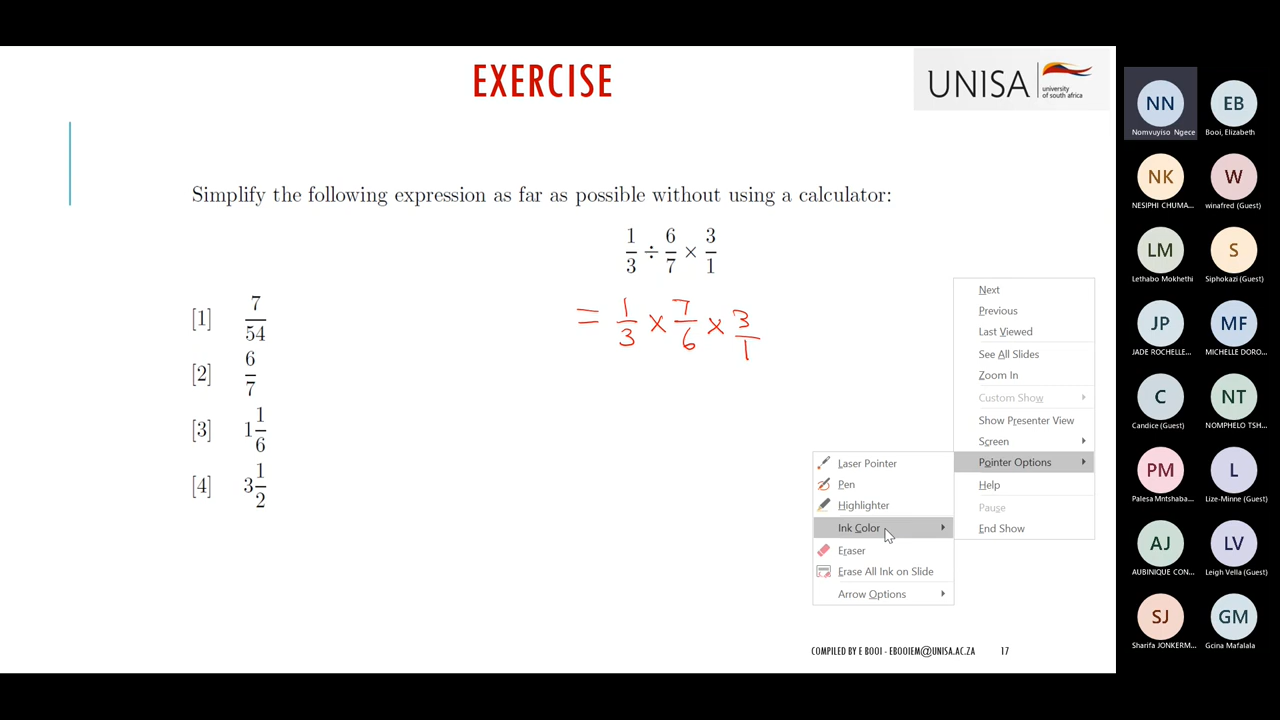 EXERCISE
UNISA
university
of south africa
Simplify the following expression as far as possible without using a calculator:
1/3 ÷ 6/7 × 3/1
= 1/3 × 7/6 × 3/1
[1] 7/54
[2] 6/7
[3] 1 1/6
[4] 3 1/2
Next
Previous
Last Viewed
See All Slides
Zoom In
Custom Show
Show Presenter View
Screen
Pointer Options
Help
Pause
End Show
Laser Pointer
Pen
Highlighter
Ink Color
Eraser
Erase All Ink on Slide
Arrow Options
COMPILED BY E BOOI - EBOOIEM@UNISA.AC.ZA 17
NN EB
Nomvuyiso Ngece Booi, Elizabeth
NK W
NESIPHI CHUMA... winafred (Guest)
LM S
Lethabo Mokhethi Siphokazi (Guest)
JP MF
JADE ROCHELLE... MICHELLE DORO...
C NT
Candice (Guest) NOMPHELO TSH...
PM L
Palesa Mntshaba... Lize-Minne (Guest)
AJ LV
AUBINIQUE CON... Leigh Vella (Guest)
SJ GM
Sharifa JONKERM... Gcina Mafalala